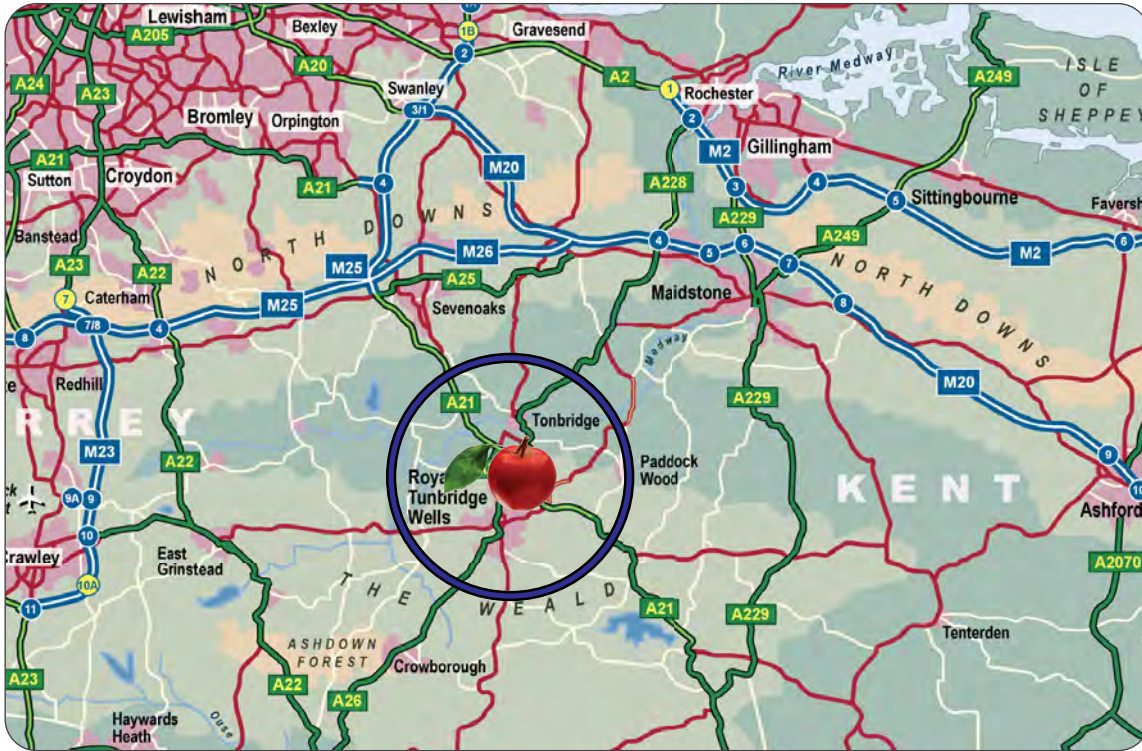 Lewisham
Bexley
1B
Gravesend
A205
2
A20
A2
River Medway
A249
ISLE
OF
SHEPPEY
A24
A23
Swanley
1
Rochester
3/1
2
Bromley
Orpington
M2
Gillingham
A21
Croydon
M20
A21
4
A228
3
4
Sutton
5
Sittingbourne
Faversh
A229
NORTH DOWNS
Banstead
A249
M2
6
A23
A22
M26
4
5
6
M25
7
NORTH DOWNS
A25
7
Caterham
M25
Sevenoaks
Maidstone
8
7/8
4
8
Medway
Redhill
M20
A21
A229
RREY
Tonbridge
M23
A22
Paddock
Wood
9
Roya
Tunbridge
Wells
KENT
10
9A
9
Ashford
10
Crawley
East
Grinstead
A2070
THE WEALD
10A
11
A21
A229
Tenterden
ASHDOWN
FOREST
Crowborough
A23
A22
A26
Haywards
Heath
Ouse